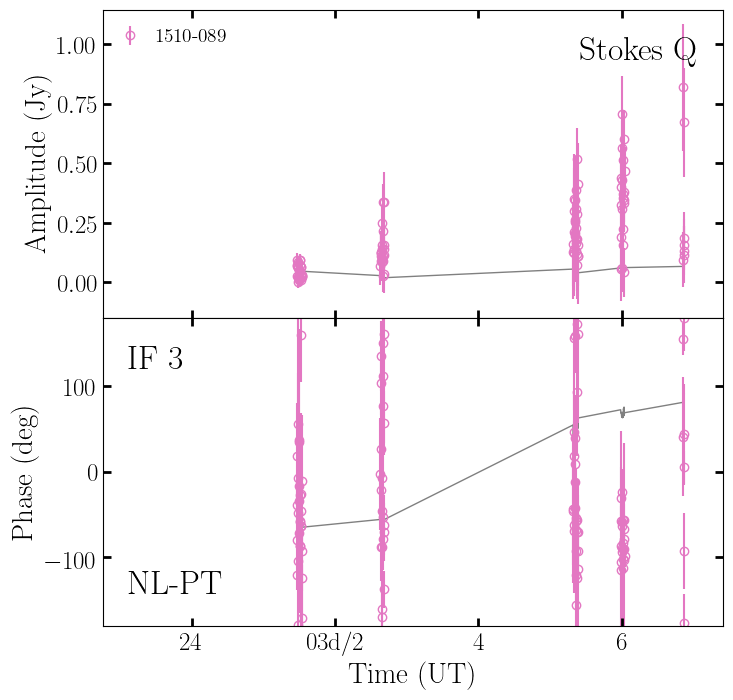 1510-089
Stokes Q
1.00
0.75
0.50
0.25
0.00
Amplitude (Jy)
IF 3
100
0
−100
Phase (deg)
NL-PT
24 03d/2 4 6
Time (UT)